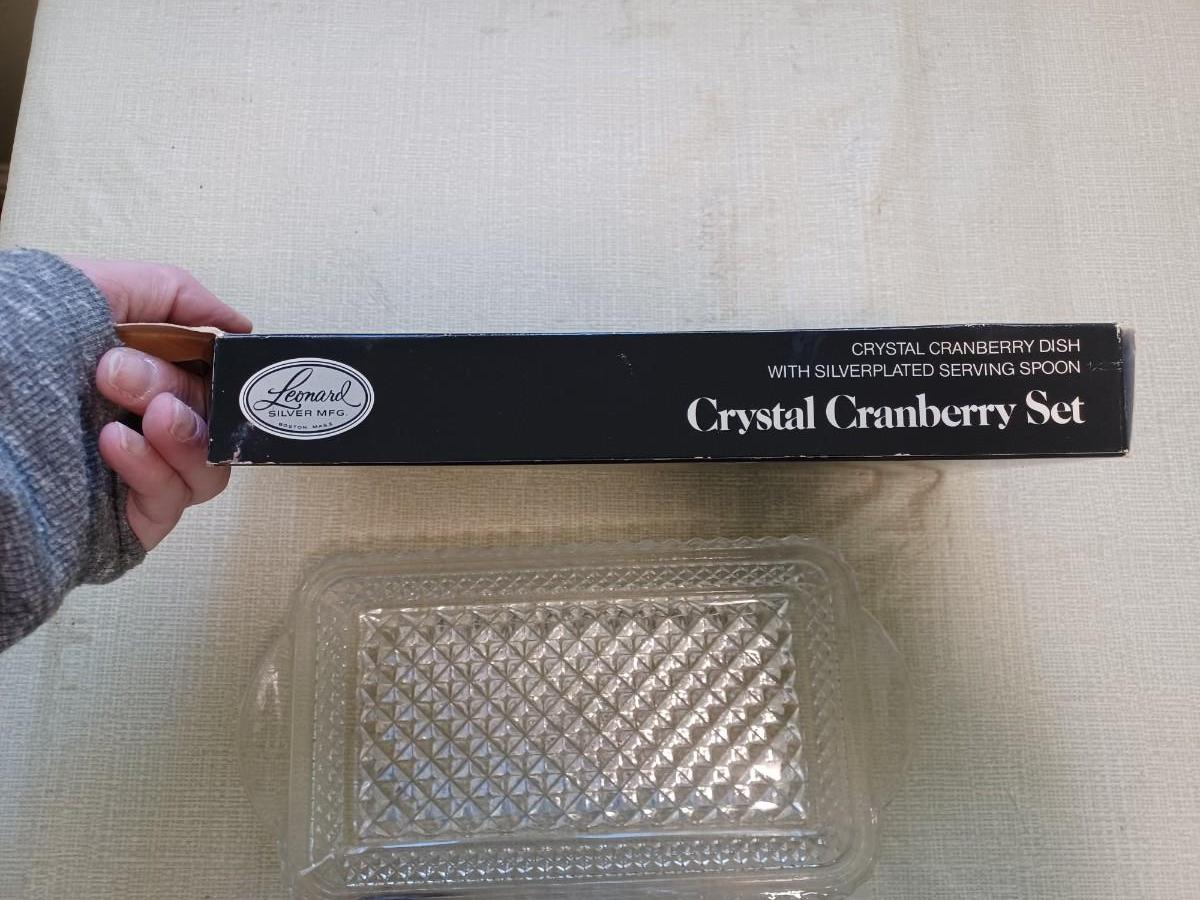 Leonard
SILVER MFG.
BOSTON, MASS.
CRYSTAL CRANBERRY DISH
WITH SILVERPLATED SERVING SPOON
Crystal Cranberry Set